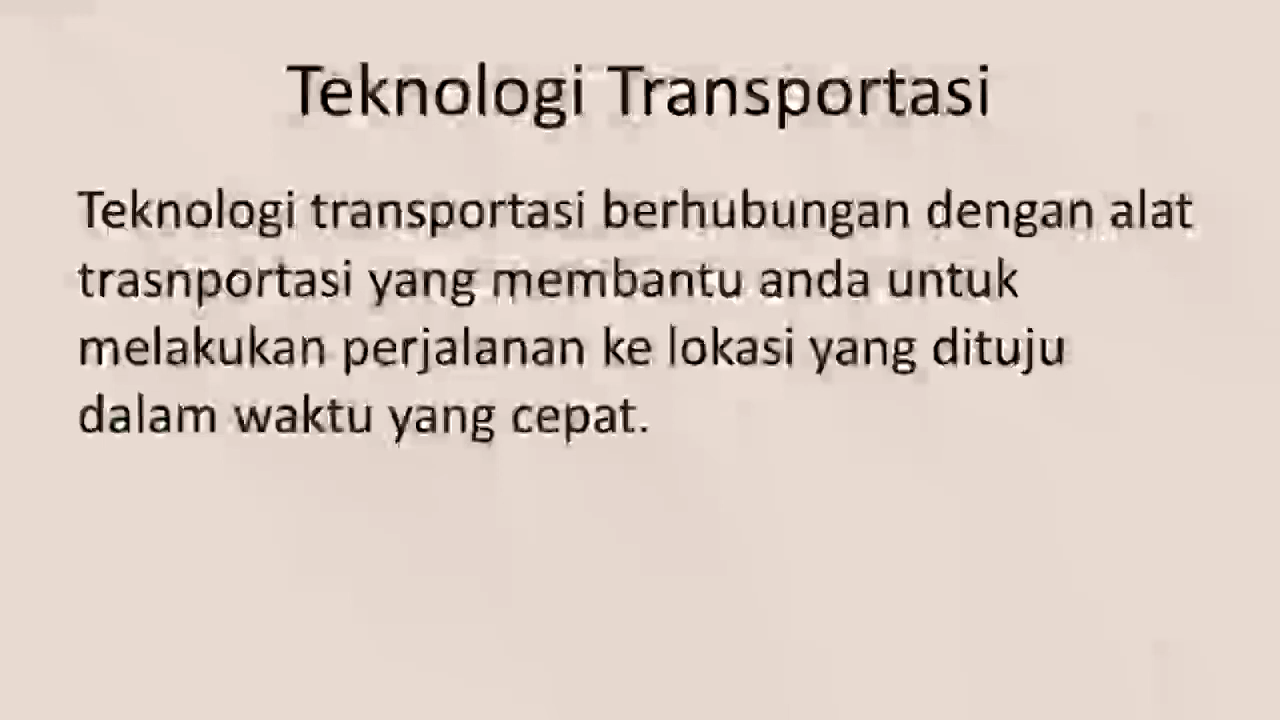 Teknologi Transportasi
Teknologi transportasi berhubungan dengan alat
trasnportasi yang membantu anda untuk
melakukan perjalanan ke lokasi yang dituju
dalam waktu yang cepat.